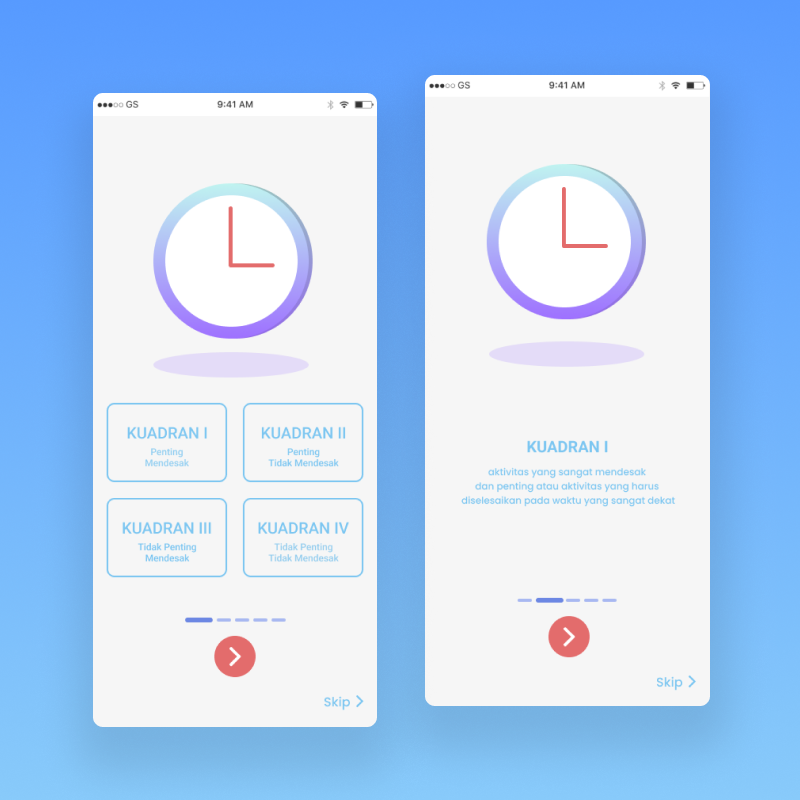 GS 9:41 AM
KUADRAN I
Penting
Mendesak
KUADRAN II
Penting
Tidak Mendesak
KUADRAN III
Tidak Penting
Mendesak
KUADRAN IV
Tidak Penting
Tidak Mendesak
Skip
GS 9:41 AM
KUADRAN I
aktivitas yang sangat mendesak
dan penting atau aktivitas yang harus
diselesaikan pada waktu yang sangat dekat
Skip